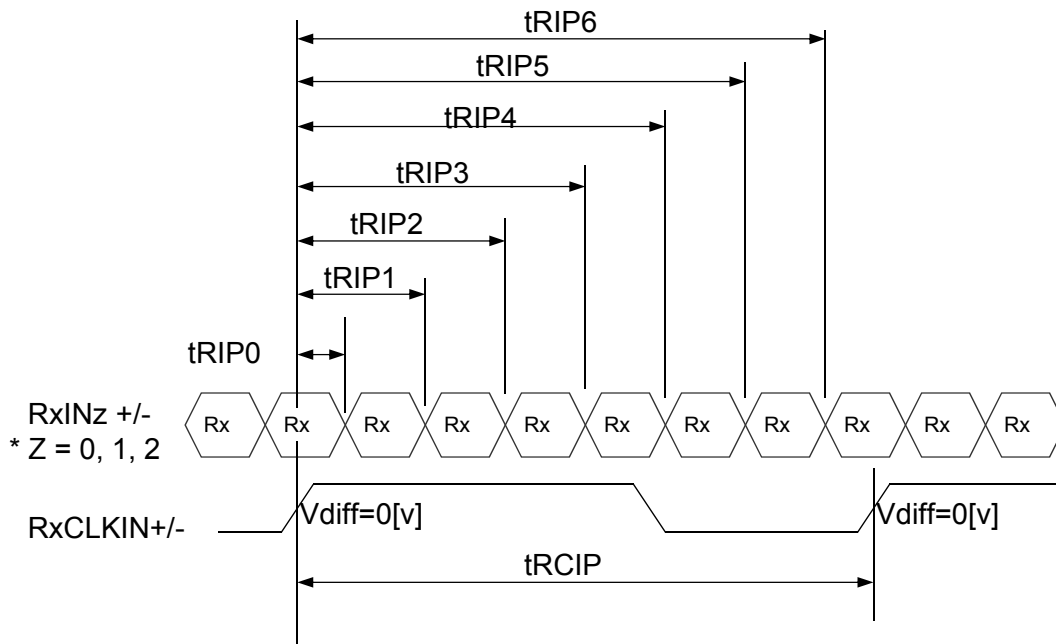 tRIP6
tRIP5
tRIP4
tRIP3
tRIP2
tRIP1
tRIP0
RxINz +/-
* Z = 0, 1, 2
Rx Rx Rx Rx Rx Rx Rx Rx Rx Rx Rx
RxCLKIN+/-
Vdiff=0[v] Vdiff=0[v]
tRCIP